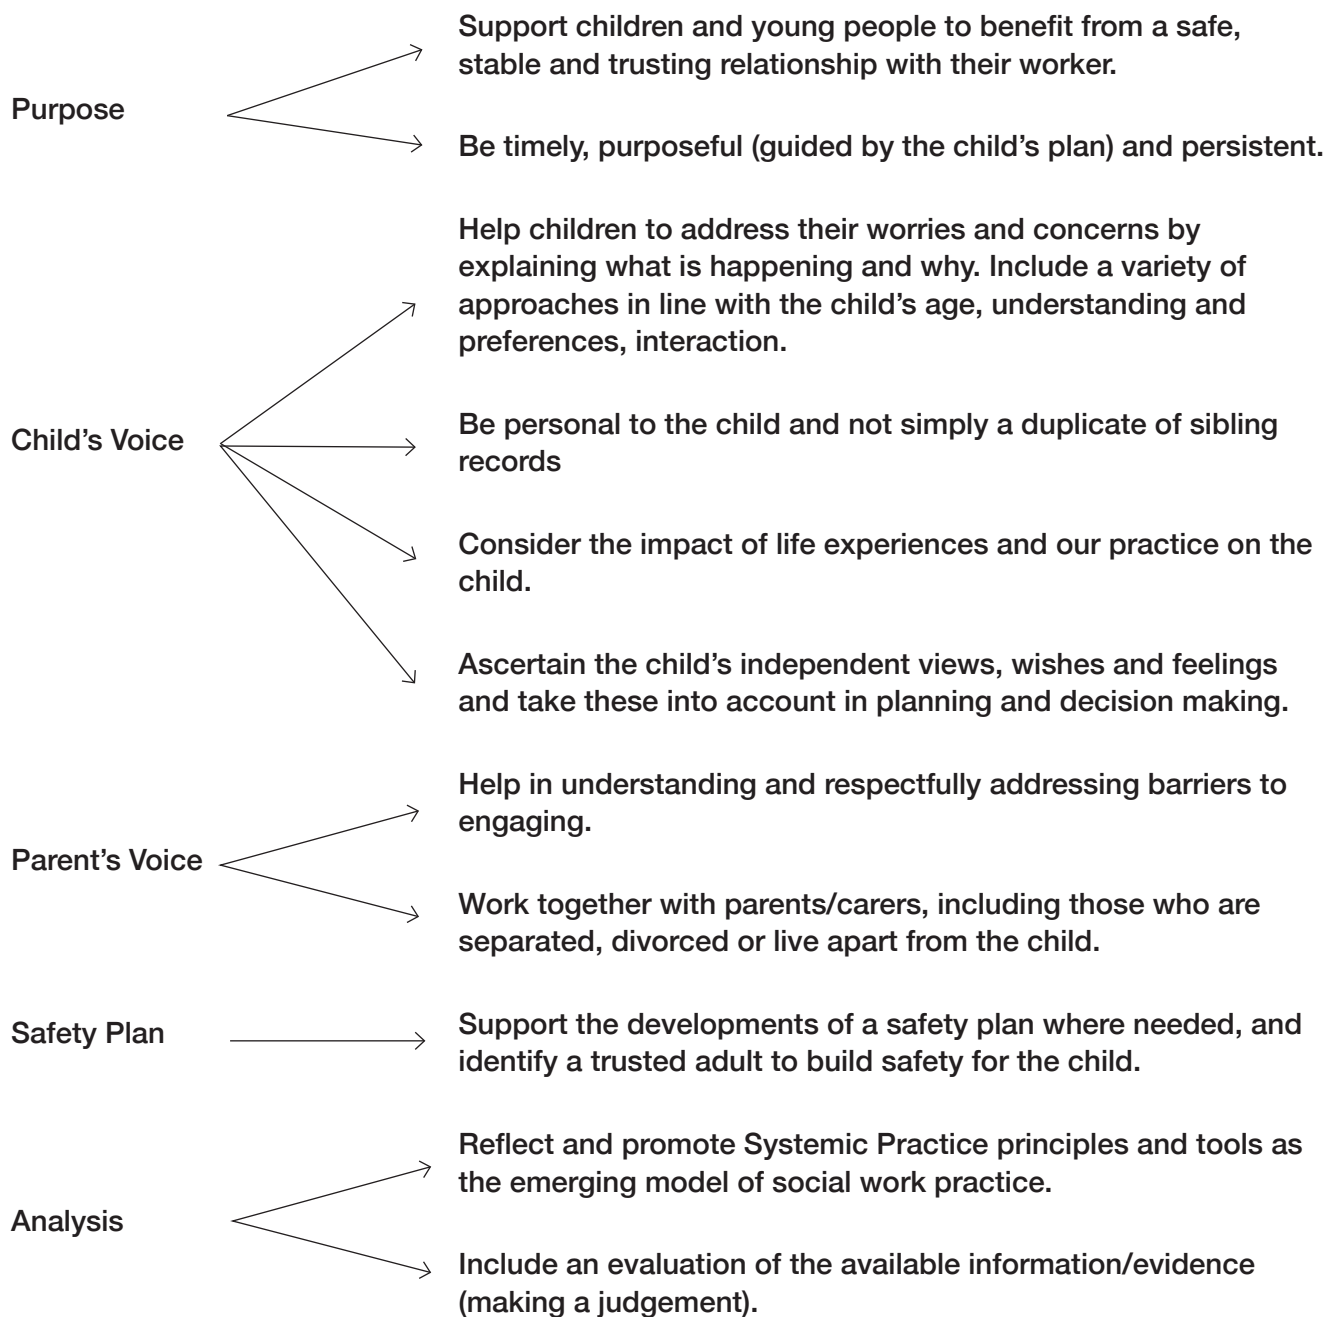 Support children and young people to benefit from a safe,
stable and trusting relationship with their worker.
Purpose
Be timely, purposeful (guided by the child’s plan) and persistent.
Help children to address their worries and concerns by
explaining what is happening and why. Include a variety of
approaches in line with the child’s age, understanding and
preferences, interaction.
Child’s Voice
Be personal to the child and not simply a duplicate of sibling
records
Consider the impact of life experiences and our practice on the
child.
Ascertain the child’s independent views, wishes and feelings
and take these into account in planning and decision making.
Help in understanding and respectfully addressing barriers to
engaging.
Parent’s Voice
Work together with parents/carers, including those who are
separated, divorced or live apart from the child.
Safety Plan
Support the developments of a safety plan where needed, and
identify a trusted adult to build safety for the child.
Reflect and promote Systemic Practice principles and tools as
the emerging model of social work practice.
Analysis
Include an evaluation of the available information/evidence
(making a judgement).